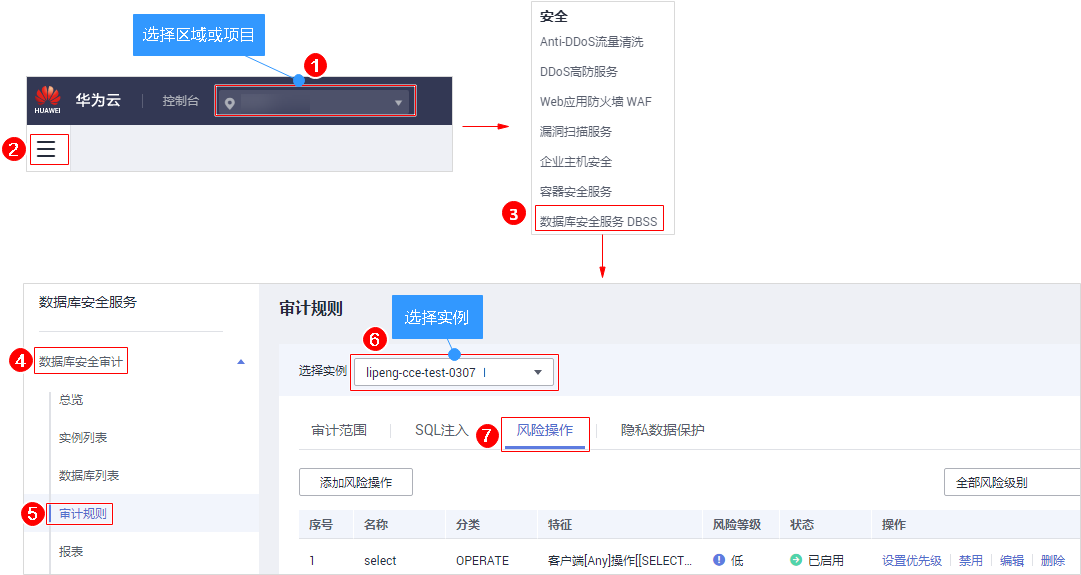 选择区域或项目
1
HUAWEI
华为云
控制台
2
安全
Anti-DDoS流量清洗
DDoS高防服务
Web应用防火墙 WAF
漏洞扫描服务
企业主机安全
容器安全服务
3
数据库安全服务 DBSS
数据库安全服务
4
数据库安全审计
总览
实例列表
数据库列表
5
审计规则
报表
审计规则
选择实例
6
选择实例
lipeng-cce-test-0307
审计范围
SQL注入
7
风险操作
隐私数据保护
添加风险操作
全部风险级别
序号 名称 分类 特征 风险等级 状态 操作
1 select OPERATE 客户端[Any]操作[[SELECT... 低 已启用 设置优先级 禁用 编辑 删除